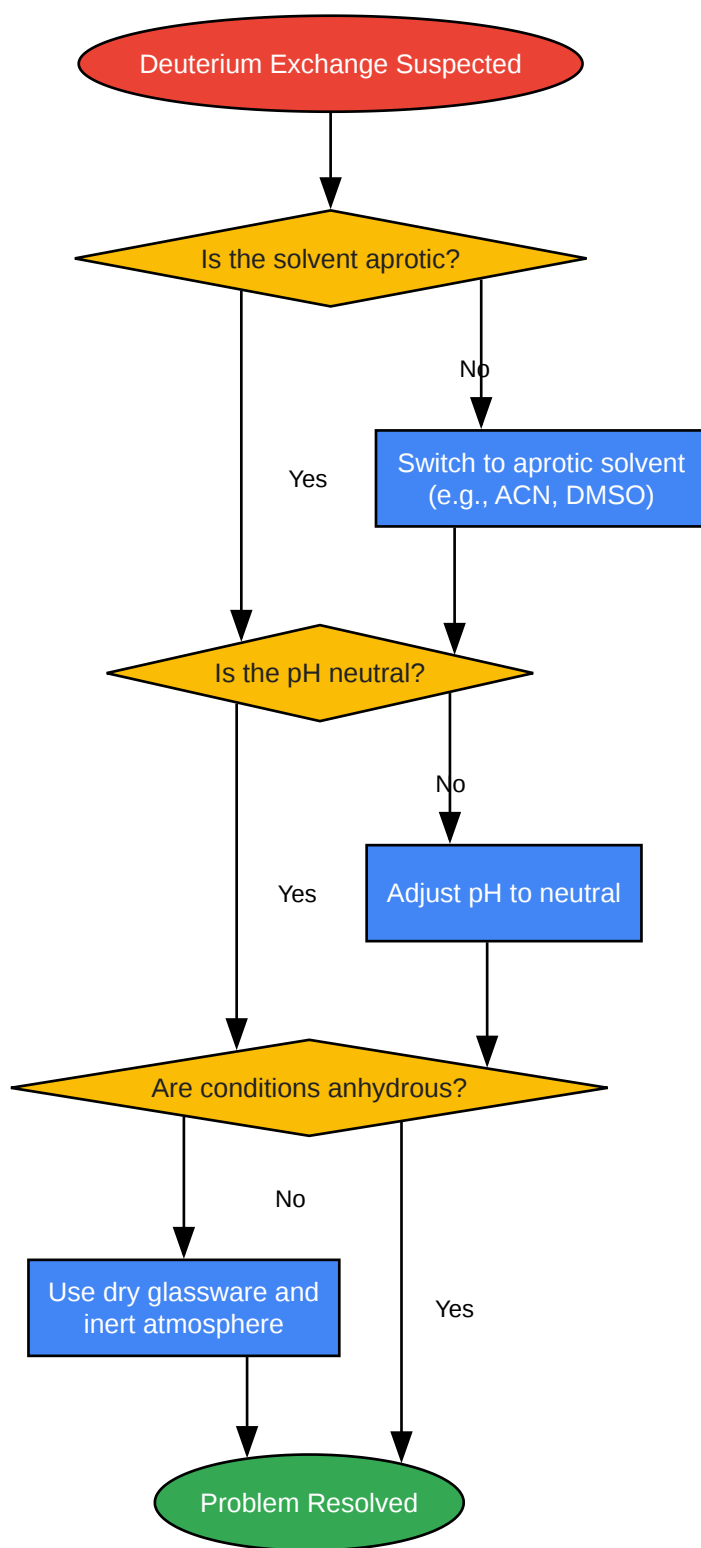 Deuterium Exchange Suspected
Is the solvent aprotic?
No
Switch to aprotic solvent
(e.g., ACN, DMSO)
Yes
Is the pH neutral?
No
Adjust pH to neutral
Yes
Are conditions anhydrous?
No
Use dry glassware and
inert atmosphere
Yes
Problem Resolved